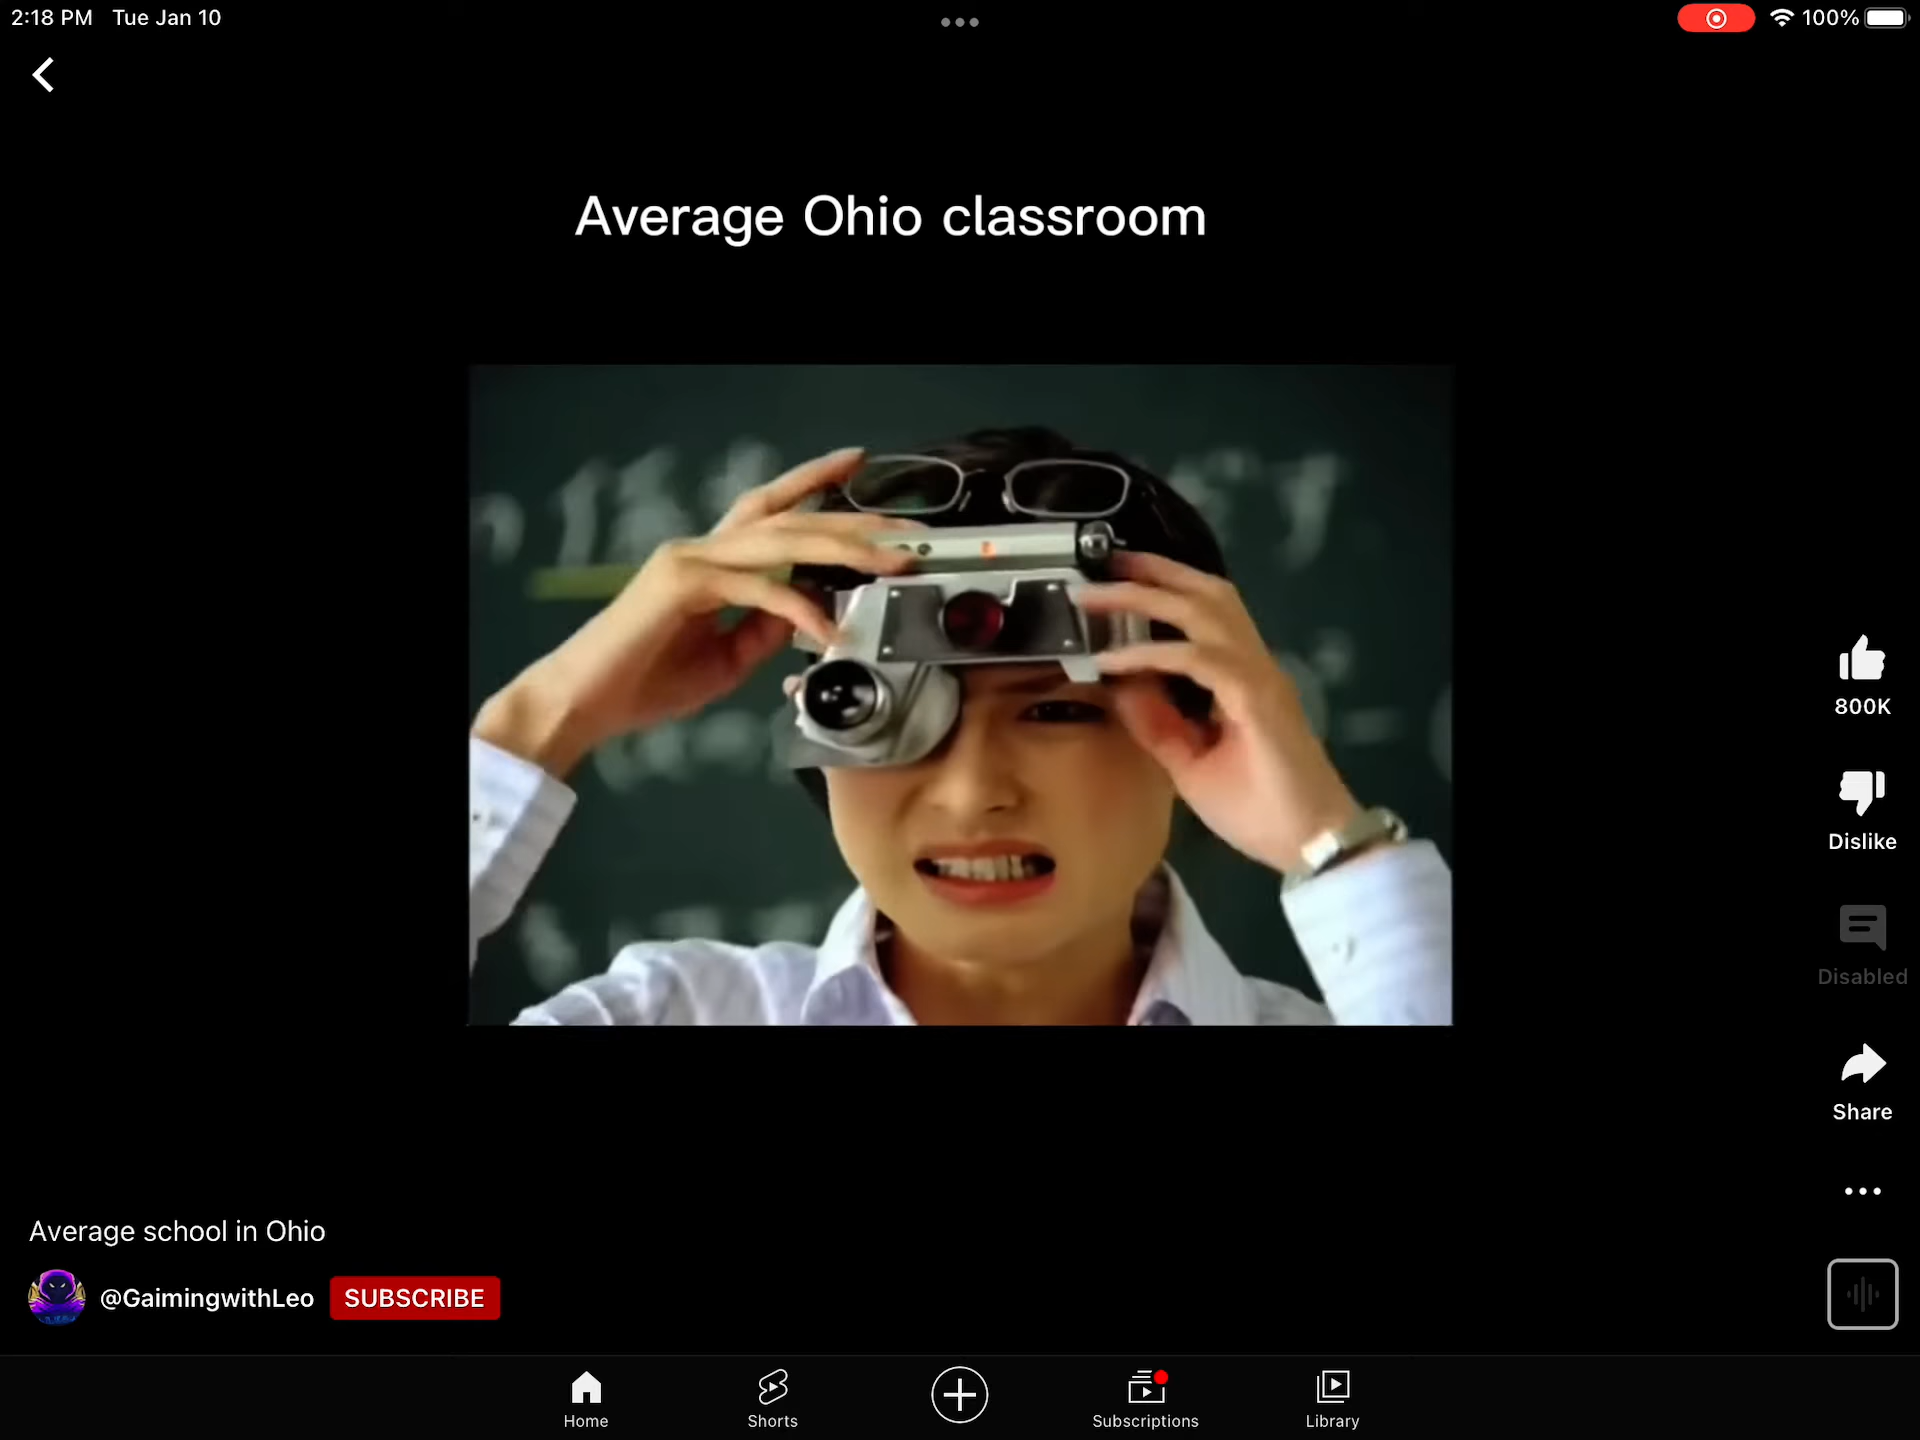 2:18 PM Tue Jan 10
100%
Average Ohio classroom
800K
Dislike
Disabled
Share
Average school in Ohio
@GaimingwithLeo SUBSCRIBE
Home Shorts Subscriptions Library